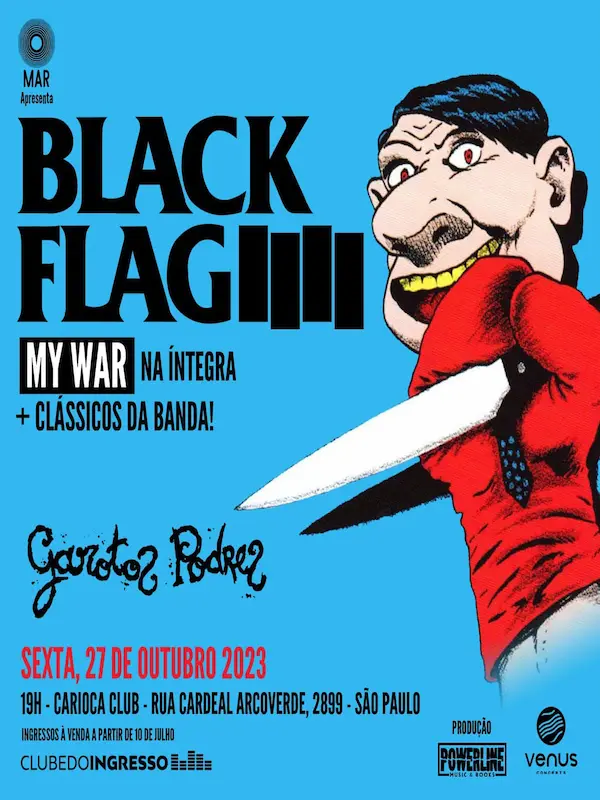 MAR
Apresenta
BLACK
FLAG
MY WAR NA ÍNTEGRA
+ CLÁSSICOS DA BANDA!
Garotos Podres
SEXTA, 27 DE OUTUBRO 2023
19H - CARIOCA CLUB - RUA CARDEAL ARCOVERDE, 2899 - SÃO PAULO
INGRESSOS À VENDA A PARTIR DE 10 DE JULHO
CLUBEDOINGRESSO
PRODUÇÃO
POWERLINE
MUSIC & BOOKS
venus
CONCERTS